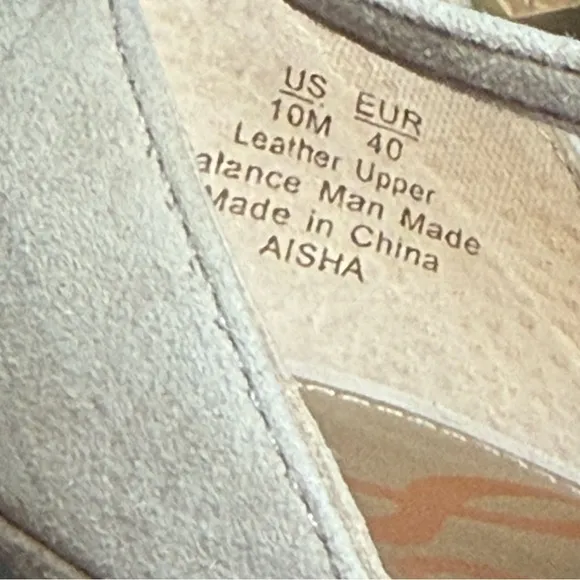 US EUR
10M 40
Leather Upper
alance Man Made
Made in China
AISHA